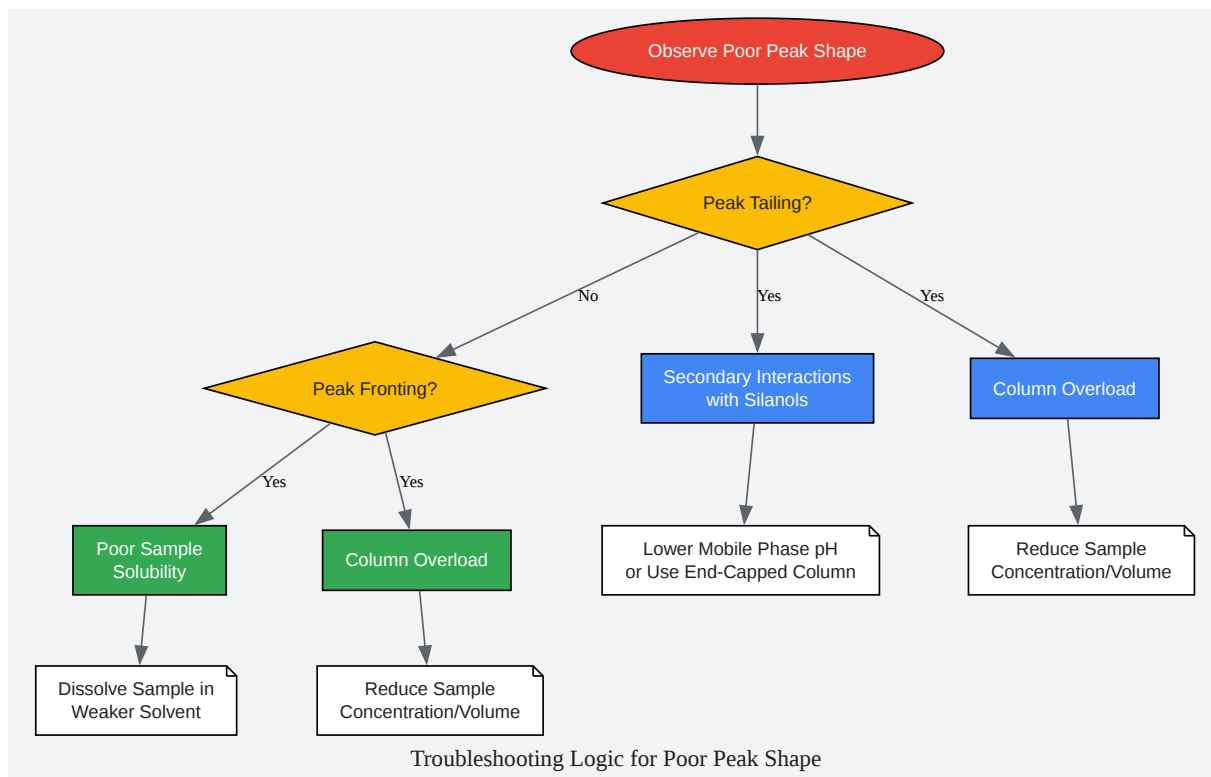 Observe Poor Peak Shape
Peak Tailing?
No
Yes
Yes
Peak Fronting?
Secondary Interactions
with Silanols
Column Overload
Yes
Yes
Poor Sample
Solubility
Column Overload
Lower Mobile Phase pH
or Use End-Capped Column
Reduce Sample
Concentration/Volume
Dissolve Sample in
Weaker Solvent
Reduce Sample
Concentration/Volume
Troubleshooting Logic for Poor Peak Shape